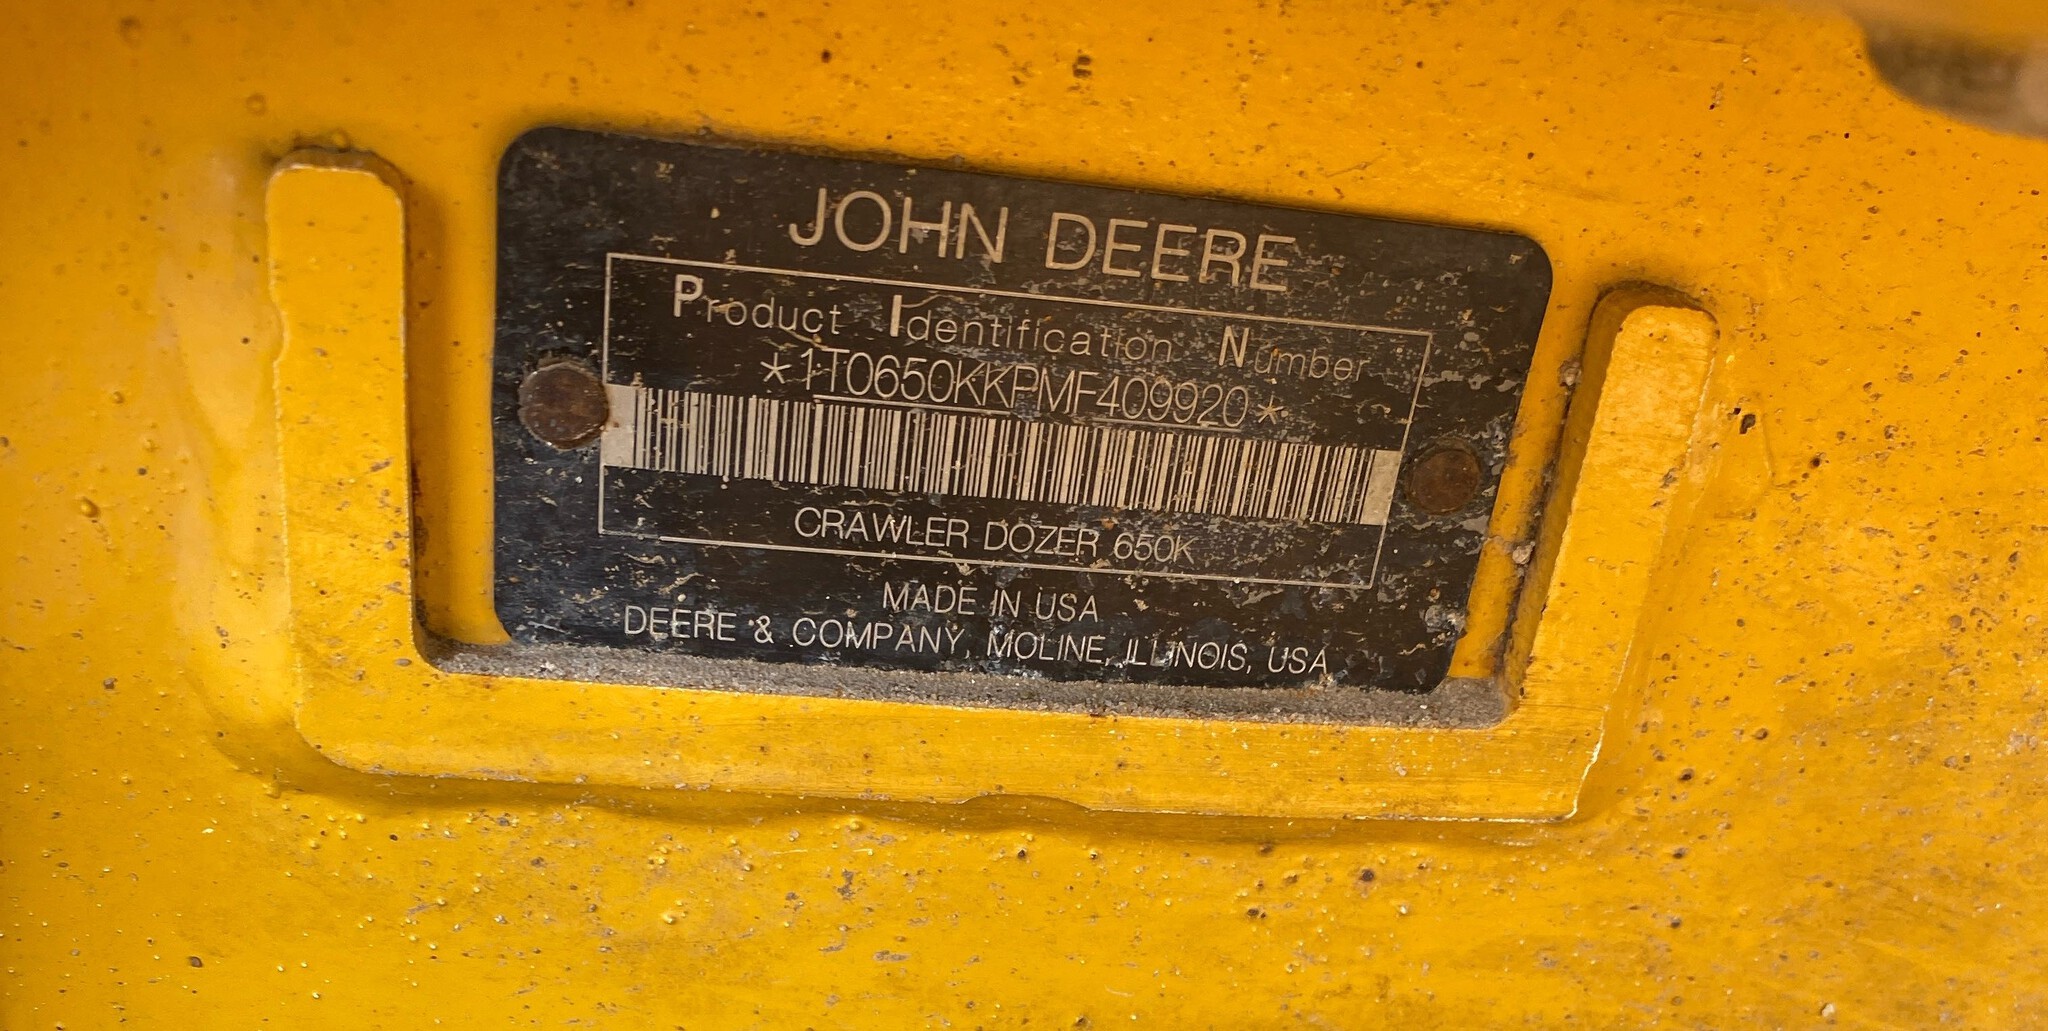 JOHN DEERE
Product Identification Number
*1T0650KKPMF409920*
CRAWLER DOZER 650K
MADE IN USA
DEERE & COMPANY, MOLINE, ILLINOIS, USA